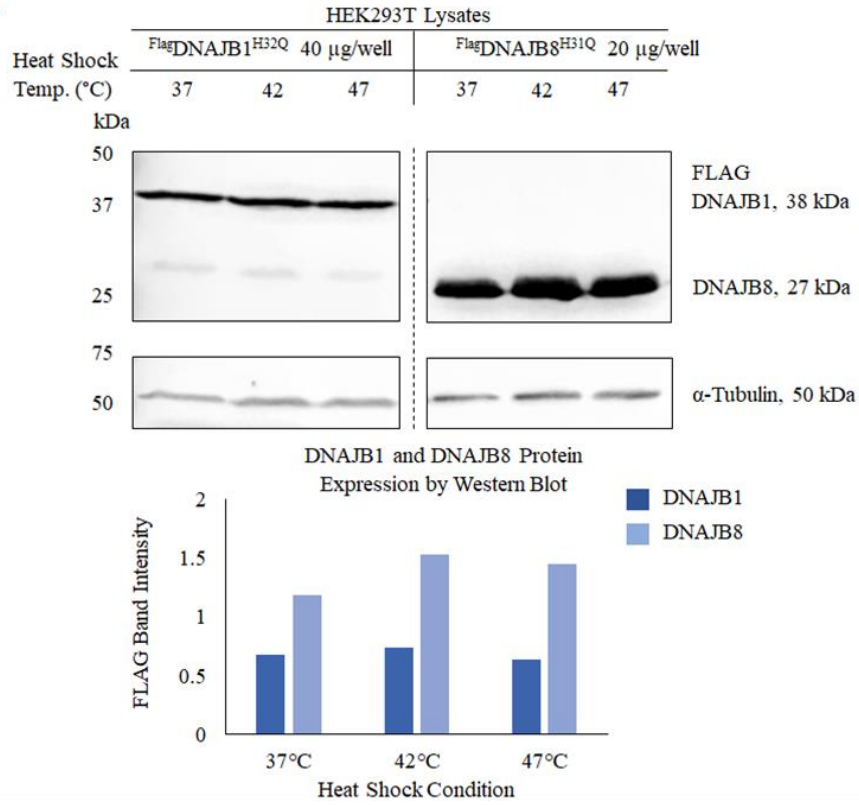 HEK293T Lysates
FlagDNAJB1H32Q 40 µg/well FlagDNAJB8H31Q 20 µg/well
Heat Shock
Temp. (°C) 37 42 47 37 42 47
kDa
50
FLAG
37 DNAJB1, 38 kDa
25 DNAJB8, 27 kDa
75
50 α-Tubulin, 50 kDa
DNAJB1 and DNAJB8 Protein
Expression by Western Blot
DNAJB1
DNAJB8
FLAG Band Intensity
2
1.5
1
0.5
0
37°C 42°C 47°C
Heat Shock Condition